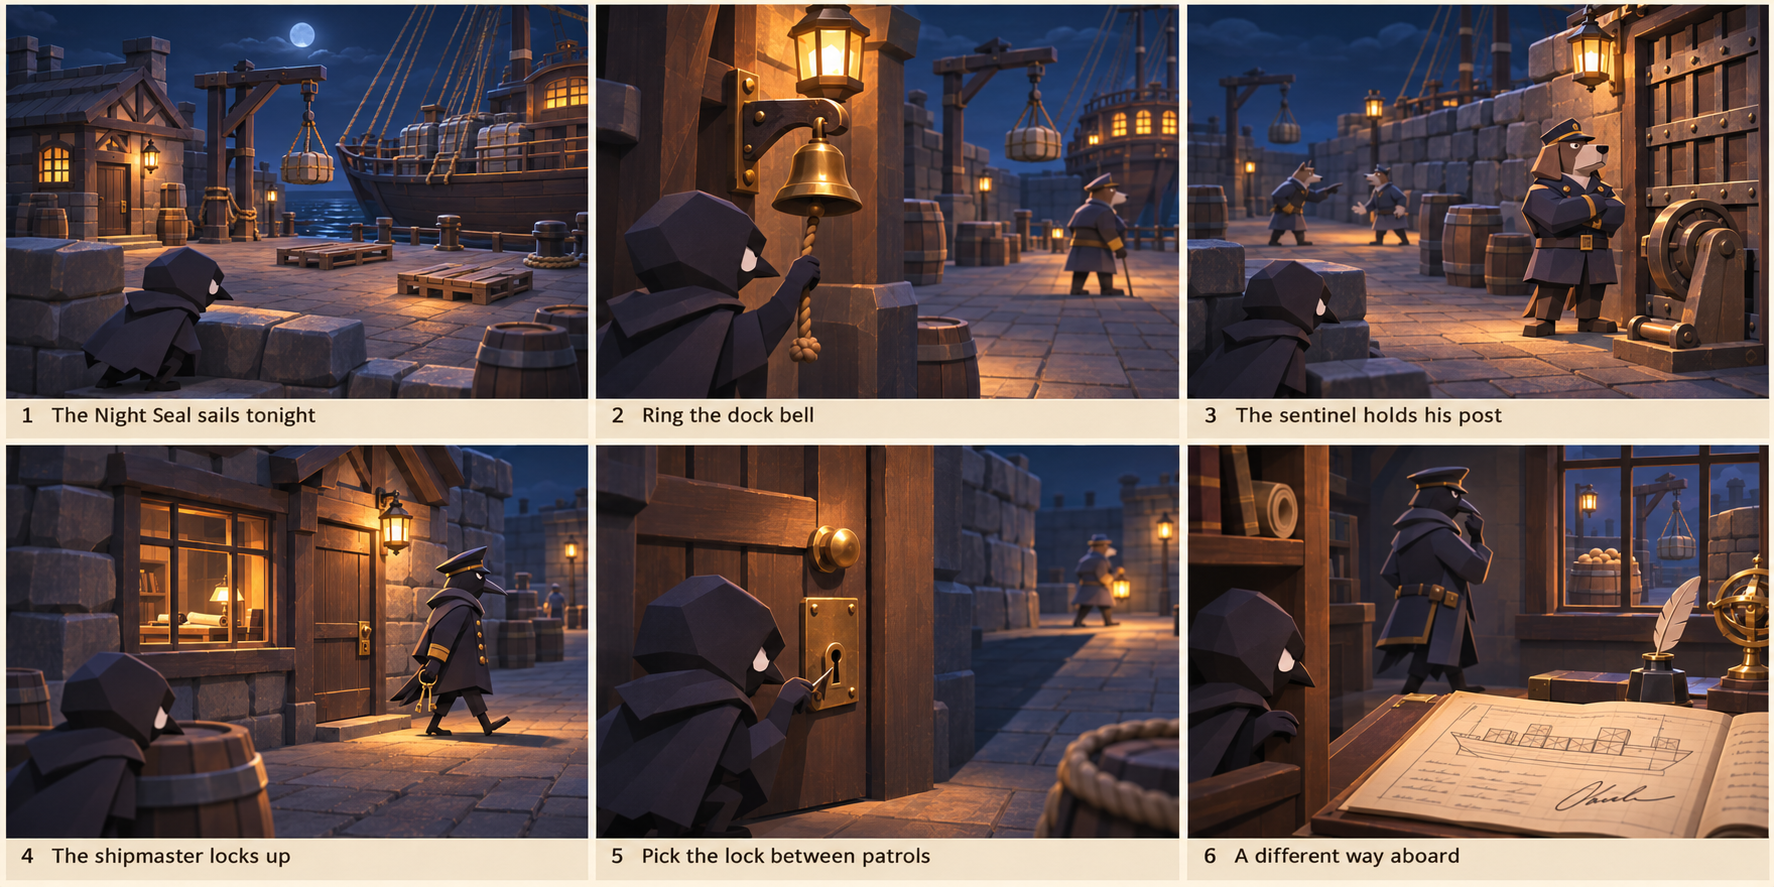 1 The Night Seal sails tonight
2 Ring the dock bell
3 The sentinel holds his post
4 The shipmaster locks up
5 Pick the lock between patrols
6 A different way aboard